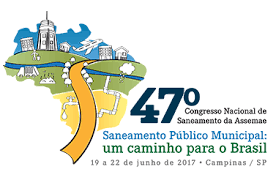 47º
Congresso Nacional de
Saneamento da Assemae
Saneamento Público Municipal:
um caminho para o Brasil
19 a 22 de junho de 2017 • Campinas / SP